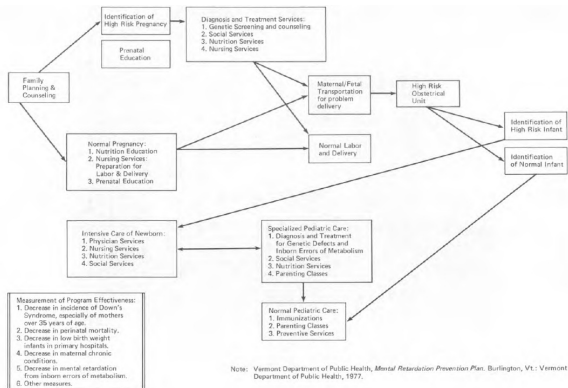 Identification of
High Risk Pregnancy
Prenatal
Education
Diagnosis and Treatment Services:
1. Genetic Screening and counseling
2. Social Services
3. Nutrition Services
4. Nursing Services
Family
Planning &
Counseling
Maternal/Fetal
Transportation
for problem
delivery
High Risk
Obstetrical
Unit
Identification of
High Risk Infant
Normal Pregnancy:
1. Nutrition Education
2. Nursing Services:
Preparation for
Labor & Delivery
3. Prenatal Education
Normal Labor
and Delivery
Identification
of Normal Infant
Intensive Care of Newborn:
1. Physician Services
2. Nursing Services
3. Nutrition Services
4. Social Services
Specialized Pediatric Care:
1. Diagnosis and Treatment
for Genetic Defects and
Inborn Errors of Metabolism
2. Social Services
3. Nutrition Services
4. Parenting Classes
Normal Pediatric Care:
1. Immunizations
2. Parenting Classes
3. Preventive Services
Measurement of Program Effectiveness:
1. Decrease in incidence of Down's
Syndrome, especially of mothers
over 35 years of age.
2. Decrease in perinatal mortality.
3. Decrease in low birth weight
infants in primary hospitals.
4. Decrease in maternal chronic
conditions.
5. Decrease in mental retardation
from inborn errors of metabolism.
6. Other measures.
Note: Vermont Department of Public Health, Mental Retardation Prevention Plan. Burlington, Vt.: Vermont
Department of Public Health, 1977.